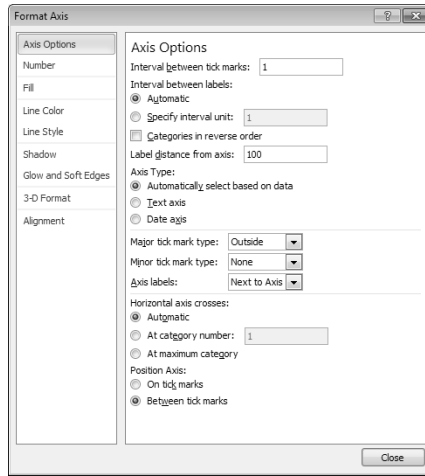 Format Axis
Axis Options
Number
Fill
Line Color
Line Style
Shadow
Glow and Soft Edges
3-D Format
Alignment
Axis Options
Interval between tick marks: 1
Interval between labels:
Automatic
Specify interval unit: 1
Categories in reverse order
Label distance from axis: 100
Axis Type:
Automatically select based on data
Text axis
Date axis
Major tick mark type: Outside
Minor tick mark type: None
Axis labels: Next to Axis
Horizontal axis crosses:
Automatic
At category number: 1
At maximum category
Position Axis:
On tick marks
Between tick marks
Close